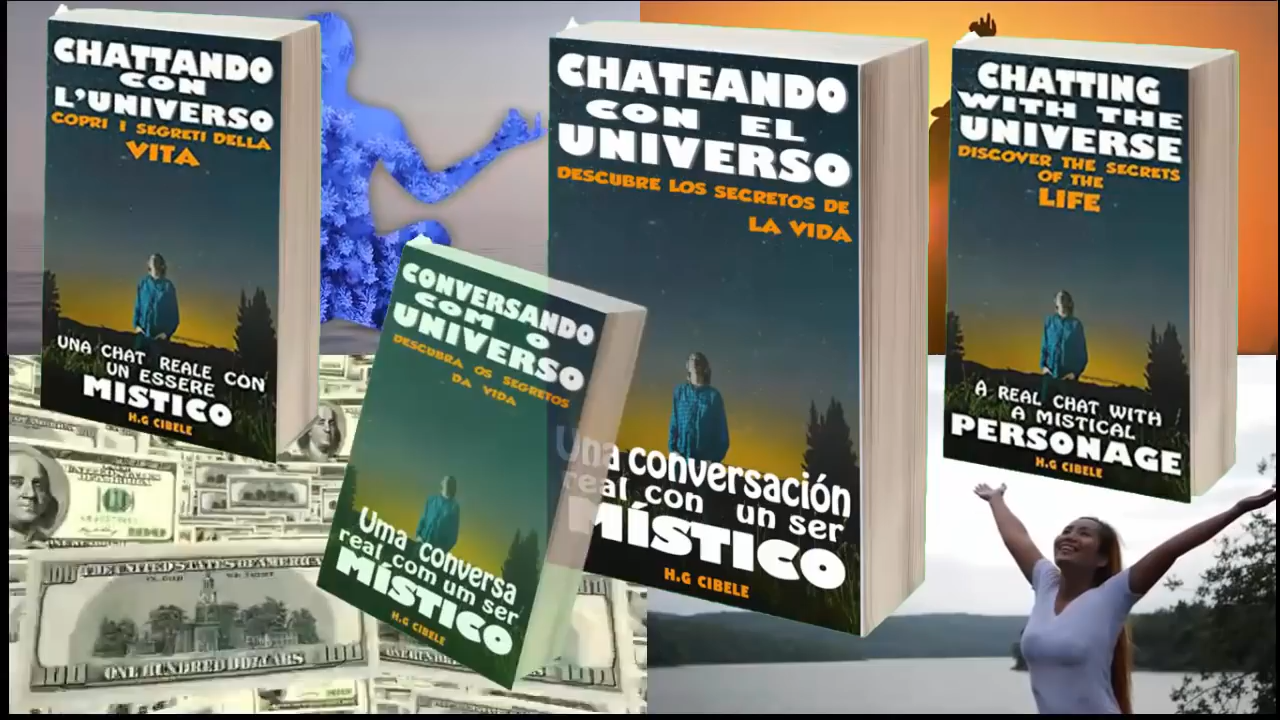 CHATTANDO
CON
L'UNIVERSO
COPRI I SEGRETI DELLA
VITA
UNA CHAT REALE CON
UN ESSERE
MISTICO
H.G CIBELE
CONVERSANDO
COM O
UNIVERSO
DESCUBRA OS SEGRETOS
DA VIDA
Uma conversa
real com um ser
MÍSTICO
H.G CIBELE
CHATEANDO
CON EL
UNIVERSO
DESCUBRE LOS SECRETOS DE
LA VIDA
Una conversación
real con un ser
MÍSTICO
H.G CIBELE
CHATTING
WITH THE
UNIVERSE
DISCOVER THE SECRETS
OF THE
LIFE
A REAL CHAT WITH
A MISTICAL
PERSONAGE
H.G CIBELE
100
THE UNITED STATES OF AMERICA
ONE HUNDRED DOLLARS